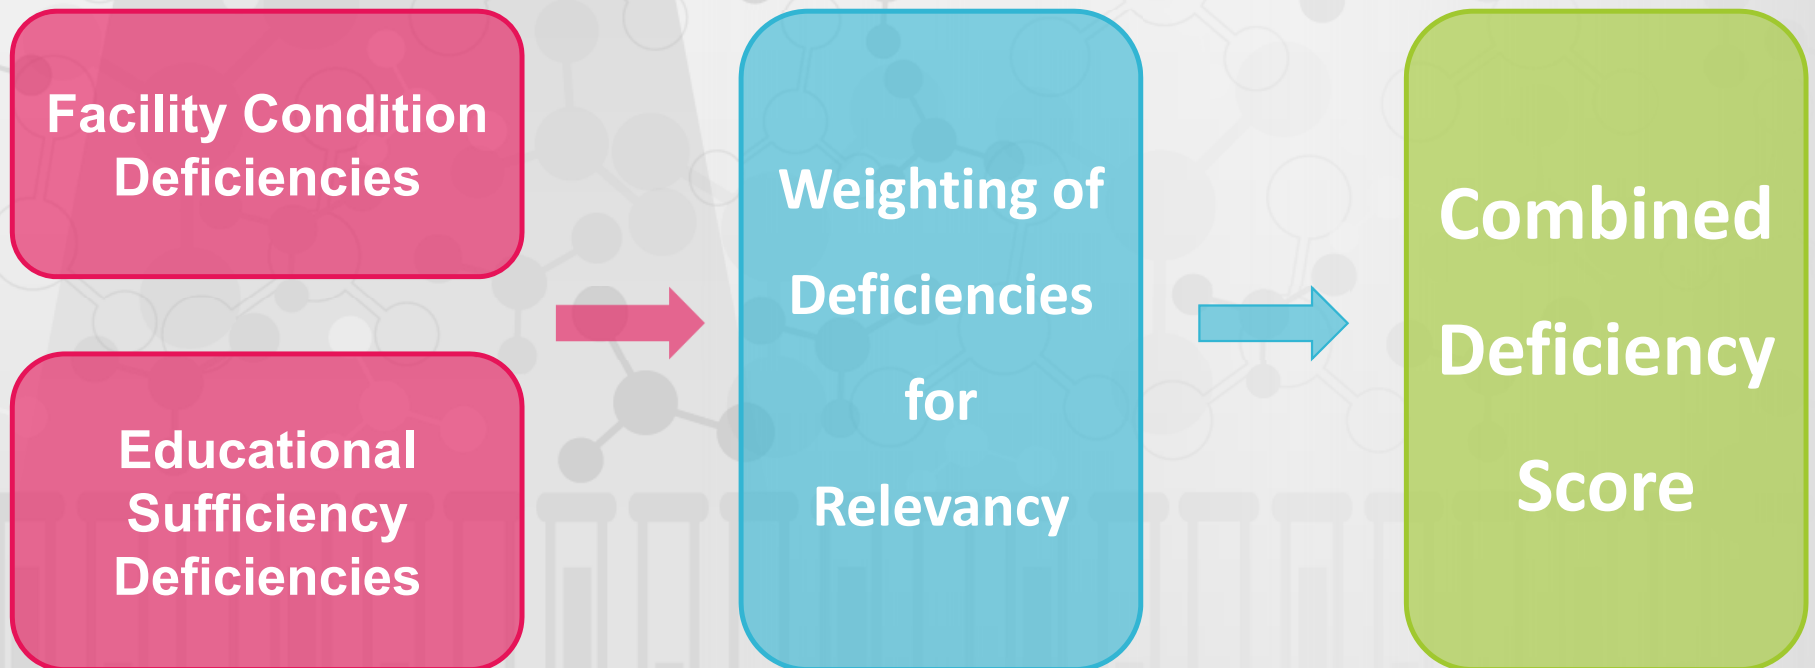 Facility Condition
Deficiencies
Educational
Sufficiency
Deficiencies
Weighting of
Deficiencies
for
Relevancy
Combined
Deficiency
Score